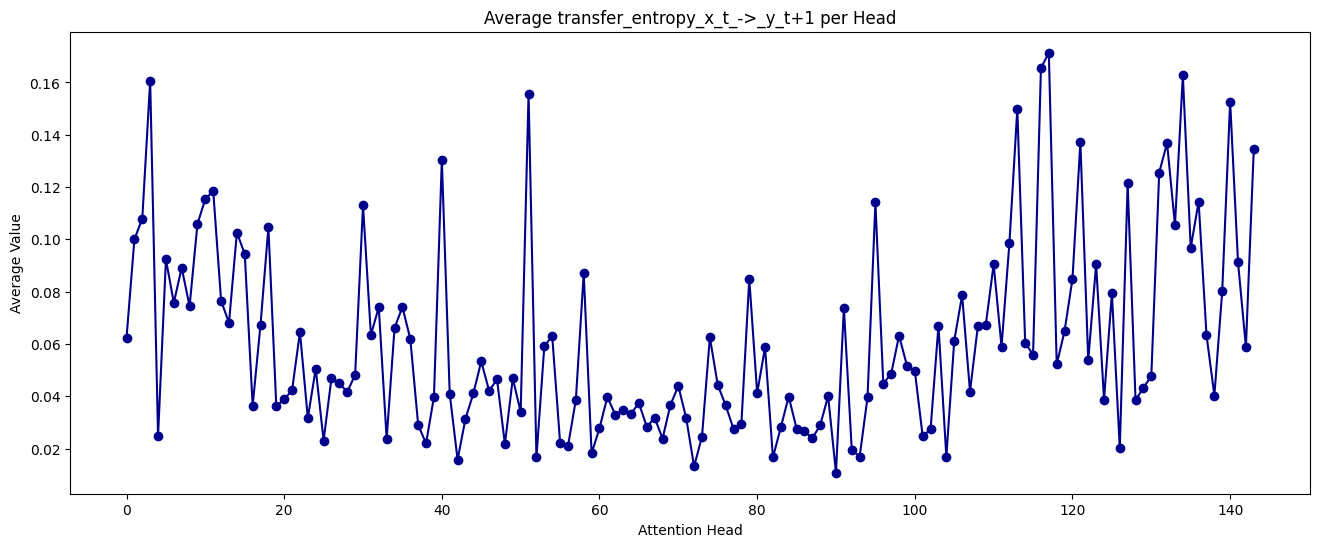 Average transfer_entropy_x_t_->_y_t+1 per Head
Average Value
0.16
0.14
0.12
0.10
0.08
0.06
0.04
0.02
0 20 40 60 80 100 120 140
Attention Head